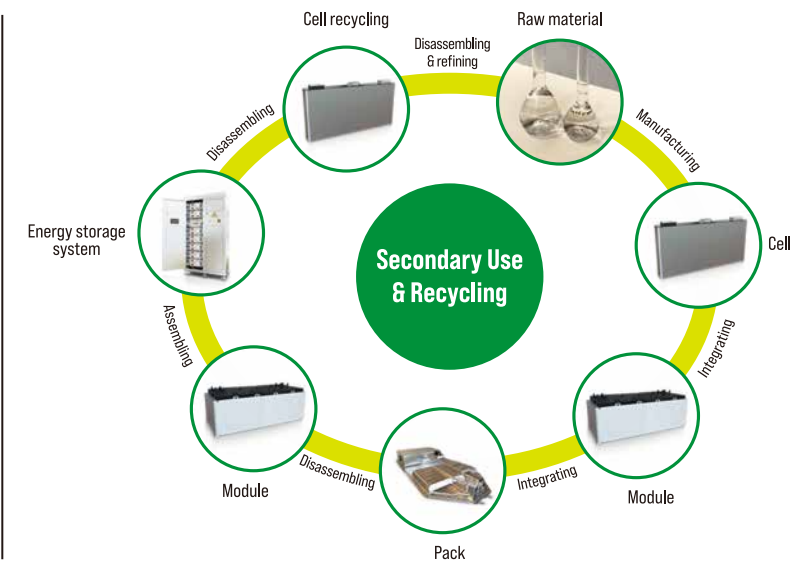 Cell recycling
Raw material
Disassembling
& refining
Disassembling
Manufacturing
Energy storage
system
Secondary Use
& Recycling
Cell
Assembling
Integrating
Module
Disassembling
Integrating
Module
Pack